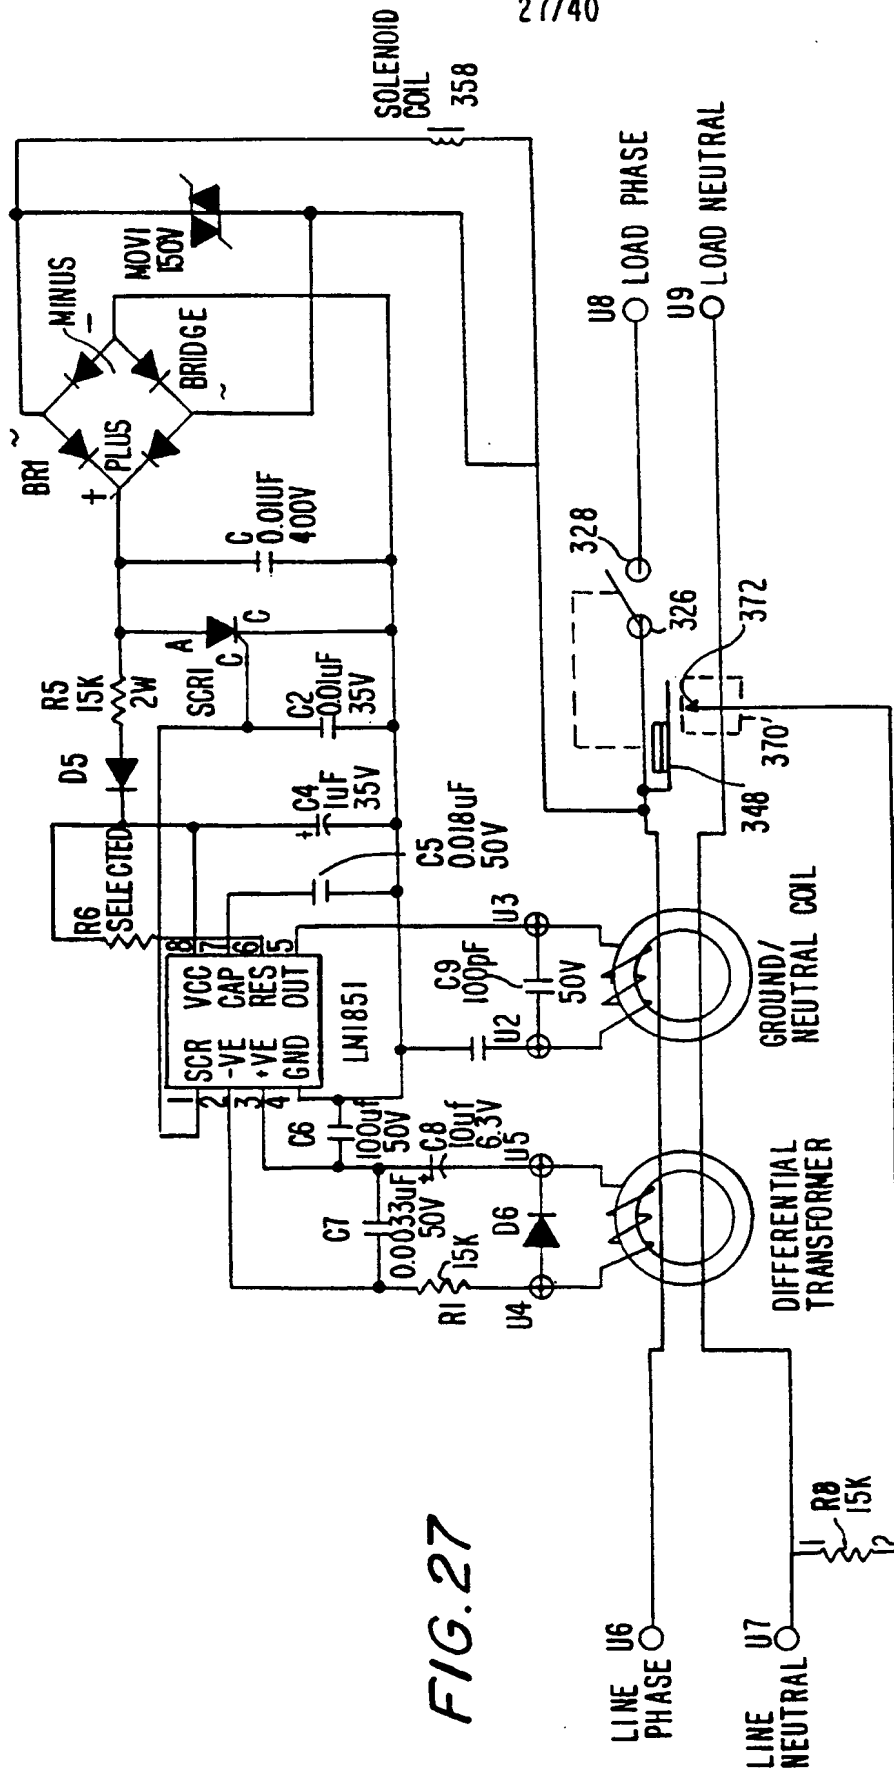 27/40
SOLENOID
COIL
358
MOV1
150V
MINUS
−
BRIDGE
~
~
BR1
PLUS
+
C
0.01UF
400V
A
C
C
SCR1
R5
15K
2W
D5
C2
0.01uF
35V
+
C4
1uF
35V
R6
SELECTED
C5
0.018uF
50V
8
7
6
5
VCC
CAP
RES
OUT
SCR
-VE
+VE
GND
1
2
3
4
LM1851
U3
C9
100pF
50V
U2
C6
100uf
50V
C7
0.0033uF
50V
+
C8
10uf
6.3V
U5
D6
R1
15K
U4
GROUND/
NEUTRAL COIL
DIFFERENTIAL
TRANSFORMER
U8
LOAD PHASE
U9
LOAD NEUTRAL
328
326
372
370'
348
R8
15K
11
12
U6
LINE
PHASE
U7
LINE
NEUTRAL
FIG.27